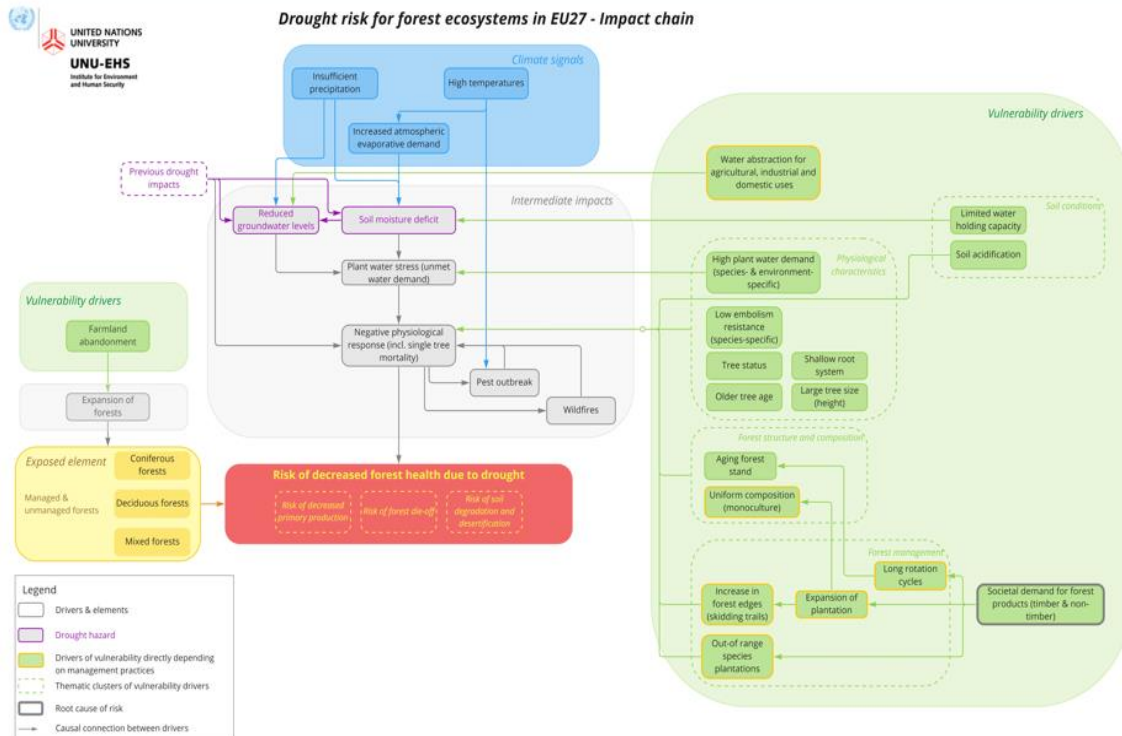 Drought risk for forest ecosystems in EU27 - Impact chain
UNITED NATIONS
UNIVERSITY
UNU-EHS
Institute for Environment
and Human Security
Climate signals
Insufficient
precipitation
High temperatures
Increased atmospheric
evaporative demand
Previous drought
impacts
Intermediate impacts
Reduced
groundwater levels
Soil moisture deficit
Plant water stress (unmet
water demand)
Negative physiological
response (incl. single tree
mortality)
Pest outbreak
Wildfires
Vulnerability drivers
Farmland
abandonment
Expansion of
forests
Exposed element
Managed &
unmanaged forests
Coniferous
forests
Deciduous forests
Mixed forests
Risk of decreased forest health due to drought
Risk of decreased
primary production
Risk of forest die-off
Risk of soil
degradation and
desertification
Vulnerability drivers
Water abstraction for
agricultural, industrial and
domestic uses
Soil conditions
Limited water
holding capacity
Soil acidification
Physiological
characteristics
High plant water demand
(species- & environment-
specific)
Low embolism
resistance
(species-specific)
Tree status
Shallow root
system
Older tree age
Large tree size
(height)
Forest structure and composition
Aging forest
stand
Uniform composition
(monoculture)
Forest management
Long rotation
cycles
Increase in
forest edges
(skidding trails)
Expansion of
plantation
Societal demand for forest
products (timber & non-
timber)
Out-of range
species
plantations
Legend
Drivers & elements
Drought hazard
Drivers of vulnerability directly depending
on management practices
Thematic clusters of vulnerability drivers
Root cause of risk
Causal connection between drivers